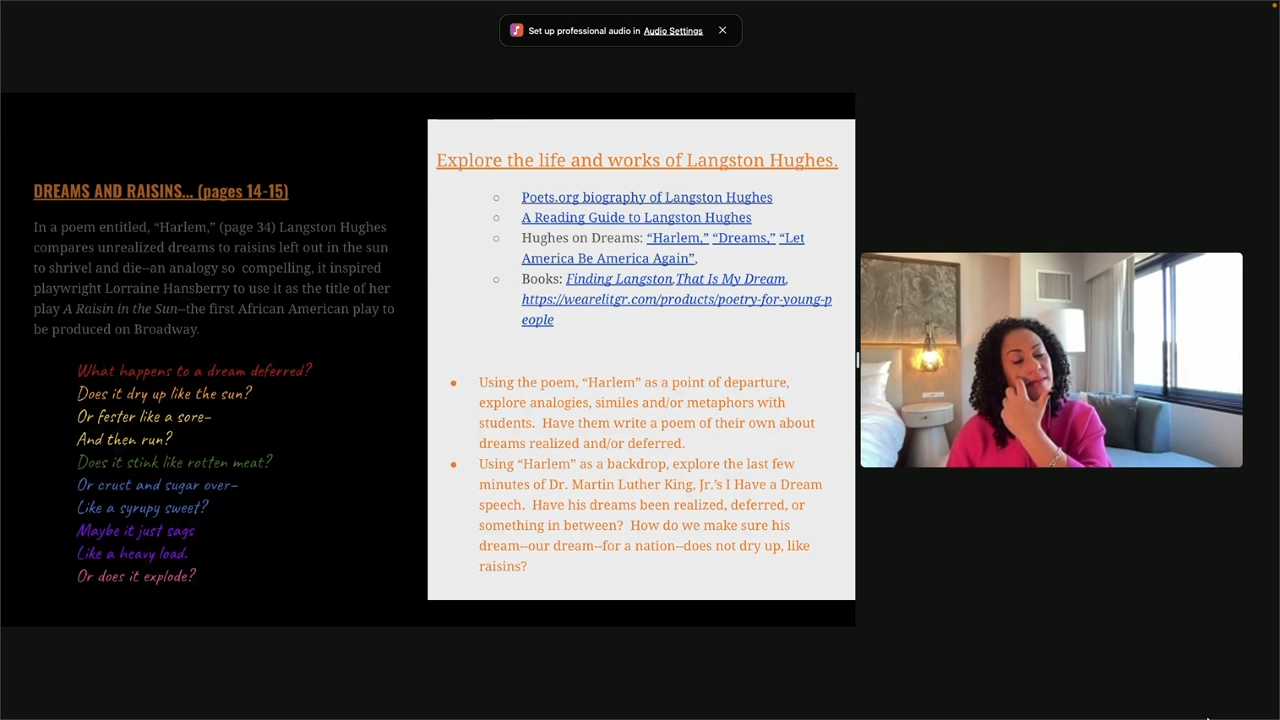 Set up professional audio in Audio Settings
DREAMS AND RAISINS... (pages 14-15)
In a poem entitled, “Harlem,” (page 34) Langston Hughes
compares unrealized dreams to raisins left out in the sun
to shrivel and die--an analogy so compelling, it inspired
playwright Lorraine Hansberry to use it as the title of her
play A Raisin in the Sun--the first African American play to
be produced on Broadway.
What happens to a dream deferred?
Does it dry up like the sun?
Or fester like a sore–
And then run?
Does it stink like rotten meat?
Or crust and sugar over–
Like a syrupy sweet?
Maybe it just sags
Like a heavy load.
Or does it explode?
Explore the life and works of Langston Hughes.
Poets.org biography of Langston Hughes
A Reading Guide to Langston Hughes
Hughes on Dreams: “Harlem,” “Dreams,” “Let
America Be America Again”,
Books: Finding Langston,That Is My Dream,
https://wearelitgr.com/products/poetry-for-young-p
eople
Using the poem, “Harlem” as a point of departure,
explore analogies, similes and/or metaphors with
students. Have them write a poem of their own about
dreams realized and/or deferred.
Using “Harlem” as a backdrop, explore the last few
minutes of Dr. Martin Luther King, Jr.’s I Have a Dream
speech. Have his dreams been realized, deferred, or
something in between? How do we make sure his
dream--our dream--for a nation--does not dry up, like
raisins?